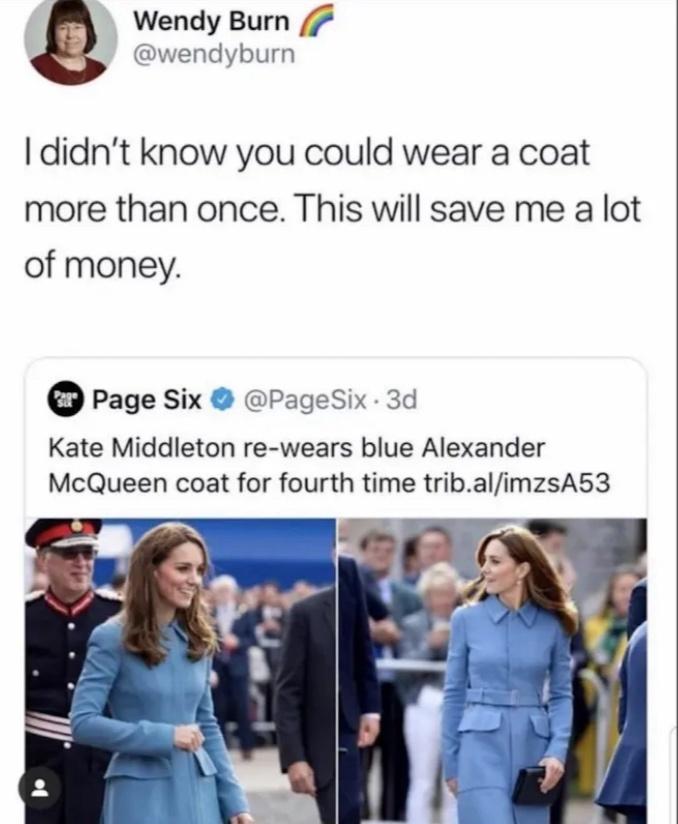 Wendy Burn 🌈
@wendyburn
I didn't know you could wear a coat
more than once. This will save me a lot
of money.
Page Six
Page Six @PageSix · 3d
Kate Middleton re-wears blue Alexander
McQueen coat for fourth time trib.al/imzsA53